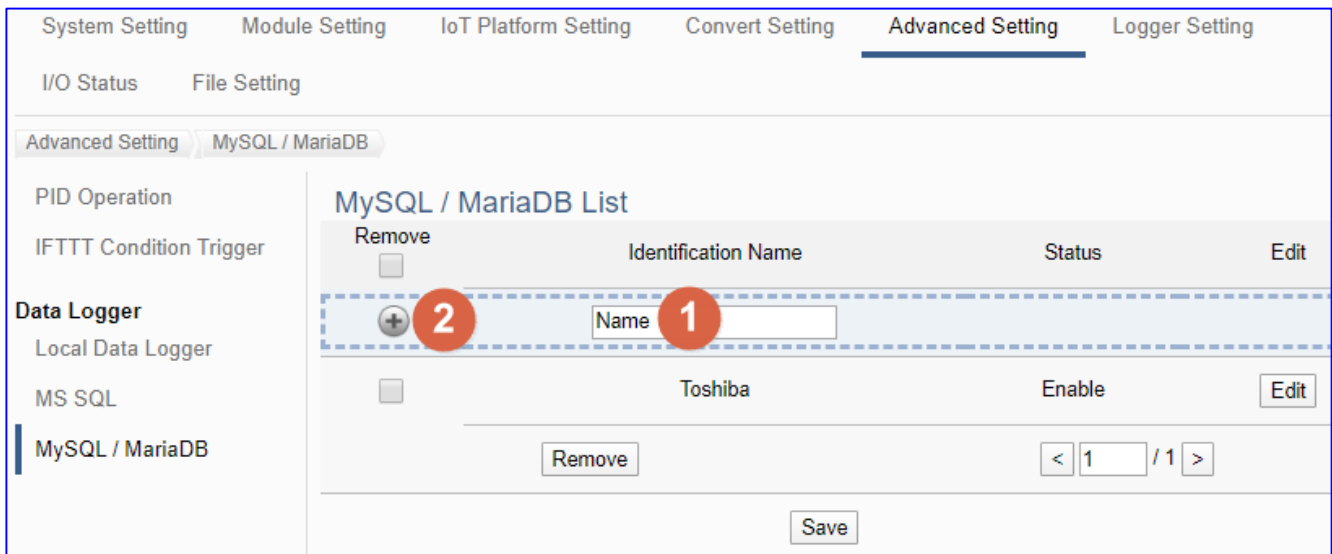 System Setting Module Setting IoT Platform Setting Convert Setting Advanced Setting Logger Setting
I/O Status File Setting
Advanced Setting MySQL / MariaDB
PID Operation
IFTTT Condition Trigger
Data Logger
Local Data Logger
MS SQL
MySQL / MariaDB
MySQL / MariaDB List
Remove Identification Name Status Edit
2 Name 1
Toshiba Enable Edit
Remove < 1 / 1 >
Save